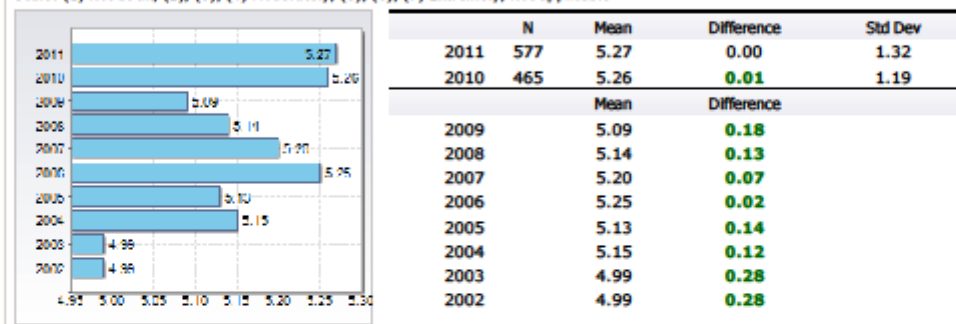 2011 5.27
2010 5.26
2009 5.09
2008 5.14
2007 5.20
2006 5.25
2005 5.13
2004 5.15
2003 4.99
2002 4.99
4.95 5.00 5.05 5.10 5.15 5.20 5.25 5.30
N Mean Difference Std Dev
2011 577 5.27 0.00 1.32
2010 465 5.26 0.01 1.19
Mean Difference
2009 5.09 0.18
2008 5.14 0.13
2007 5.20 0.07
2006 5.25 0.02
2005 5.13 0.14
2004 5.15 0.12
2003 4.99 0.28
2002 4.99 0.28